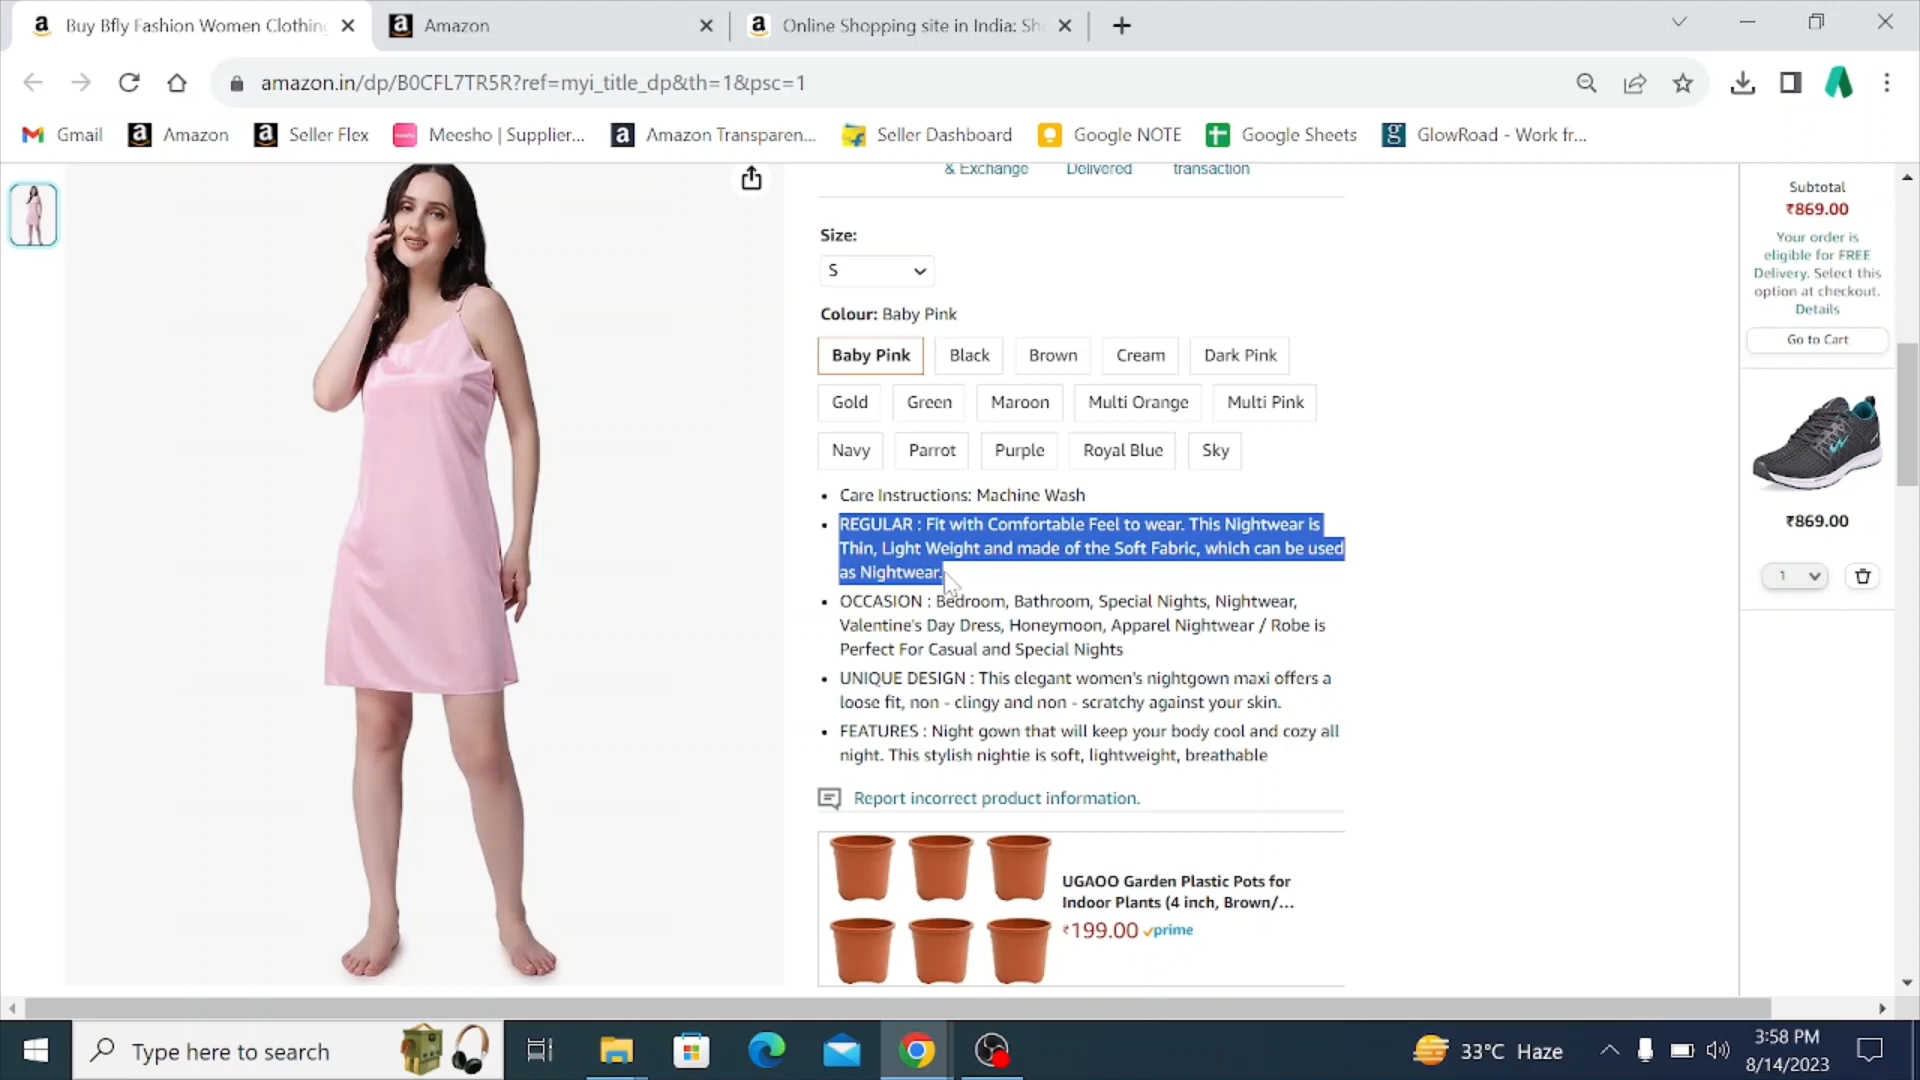 Buy Bfly Fashion Women Clothing
Amazon
Online Shopping site in India: Sh
amazon.in/dp/B0CFL7TR5R?ref=myi_title_dp&th=1&psc=1
Gmail
Amazon
Seller Flex
Meesho | Supplier...
Amazon Transparen...
Seller Dashboard
Google NOTE
Google Sheets
GlowRoad - Work fr...
& Exchange
Delivered
transaction
Size:
S
Colour: Baby Pink
Baby Pink
Black
Brown
Cream
Dark Pink
Gold
Green
Maroon
Multi Orange
Multi Pink
Navy
Parrot
Purple
Royal Blue
Sky
• Care Instructions: Machine Wash
• REGULAR : Fit with Comfortable Feel to wear. This Nightwear is
Thin, Light Weight and made of the Soft Fabric, which can be used
as Nightwear.
• OCCASION : Bedroom, Bathroom, Special Nights, Nightwear,
Valentine's Day Dress, Honeymoon, Apparel Nightwear / Robe is
Perfect For Casual and Special Nights
• UNIQUE DESIGN : This elegant women's nightgown maxi offers a
loose fit, non - clingy and non - scratchy against your skin.
• FEATURES : Night gown that will keep your body cool and cozy all
night. This stylish nightie is soft, lightweight, breathable
Report incorrect product information.
UGAOO Garden Plastic Pots for
Indoor Plants (4 inch, Brown/...
₹199.00 prime
Subtotal
₹869.00
Your order is
eligible for FREE
Delivery. Select this
option at checkout.
Details
Go to Cart
₹869.00
1
Type here to search
33°C Haze
3:58 PM
8/14/2023